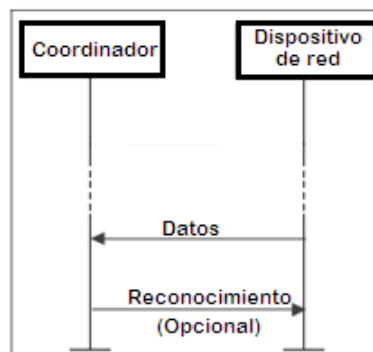 Coordinador
Dispositivo
de red
Datos
Reconocimiento
(Opcional)